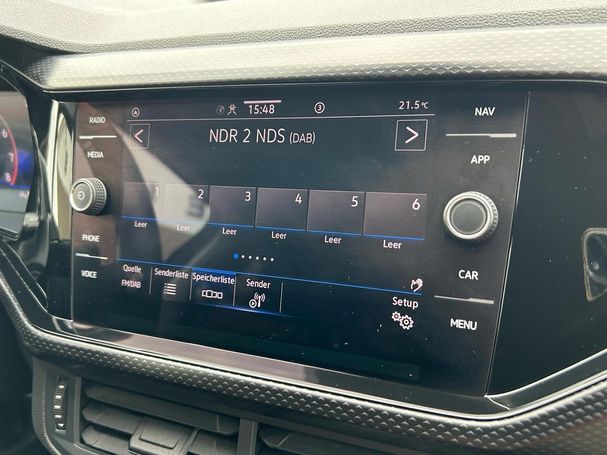 RADIO
MEDIA
PHONE
VOICE
A
15:48
3
21.5°C
NDR 2 NDS (DAB)
1 2 3 4 5 6
Leer Leer Leer Leer Leer Leer
Quelle
FM/DAB
Senderliste
Speicherliste
Sender
Setup
NAV
APP
CAR
MENU